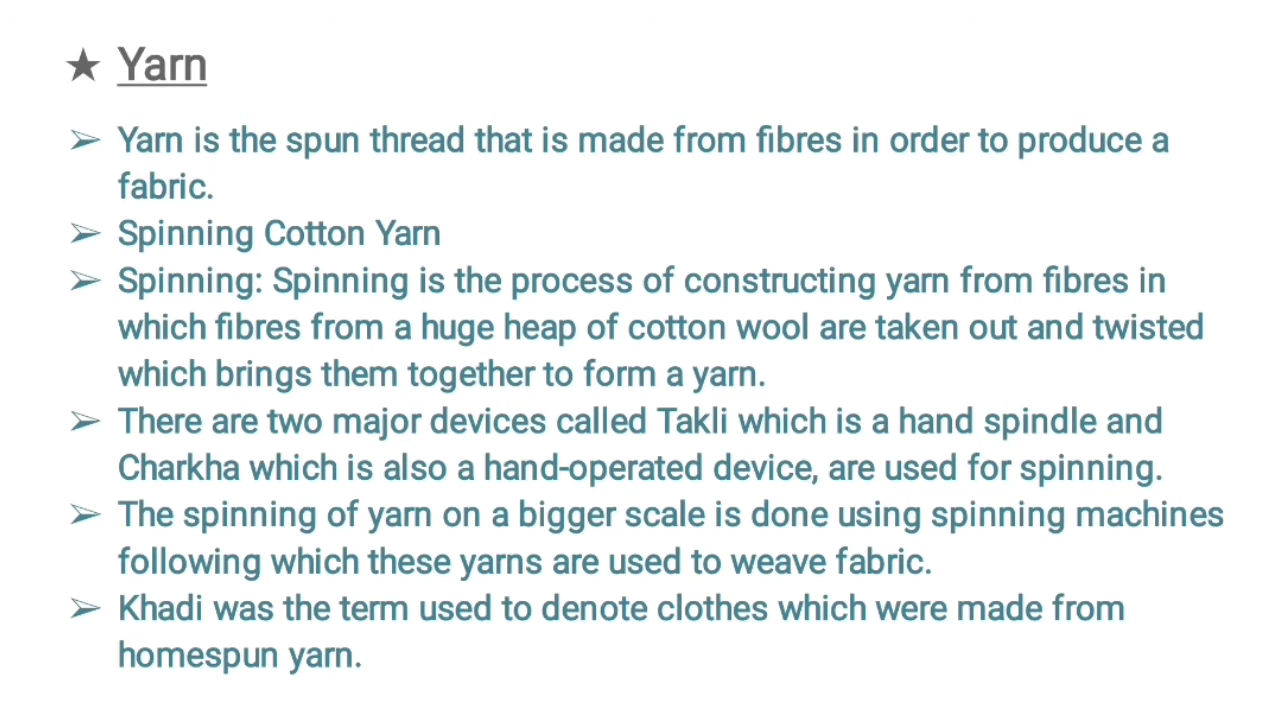 ★ Yarn
➢ Yarn is the spun thread that is made from fibres in order to produce a
fabric.
➢ Spinning Cotton Yarn
➢ Spinning: Spinning is the process of constructing yarn from fibres in
which fibres from a huge heap of cotton wool are taken out and twisted
which brings them together to form a yarn.
➢ There are two major devices called Takli which is a hand spindle and
Charkha which is also a hand-operated device, are used for spinning.
➢ The spinning of yarn on a bigger scale is done using spinning machines
following which these yarns are used to weave fabric.
➢ Khadi was the term used to denote clothes which were made from
homespun yarn.